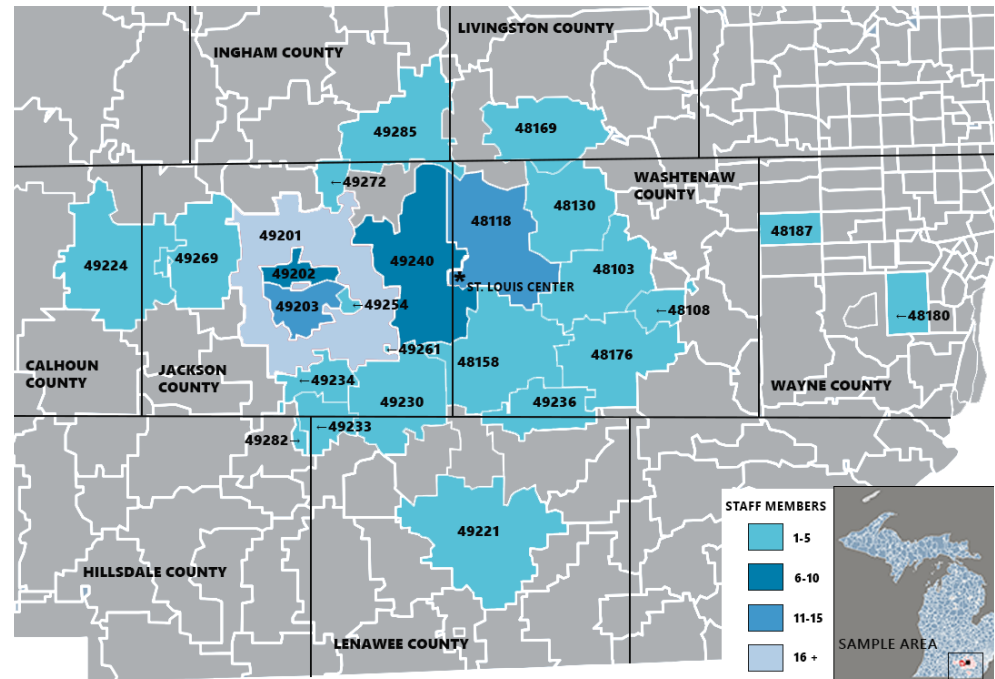 LIVINGSTON COUNTY
INGHAM COUNTY
49285
48169
←49272
WASHTENAW
COUNTY
48130
48118
48187
49201
49224
49269
49240
48103
49202
ST. LOUIS CENTER
*
49203
←49254
←48108
←48180
←49261
48158
48176
CALHOUN
COUNTY
JACKSON
COUNTY
←49234
WAYNE COUNTY
49230
49236
←49233
49282→
49221
STAFF MEMBERS
1-5
6-10
11-15
16 +
HILLSDALE COUNTY
LENAWEE COUNTY
SAMPLE AREA